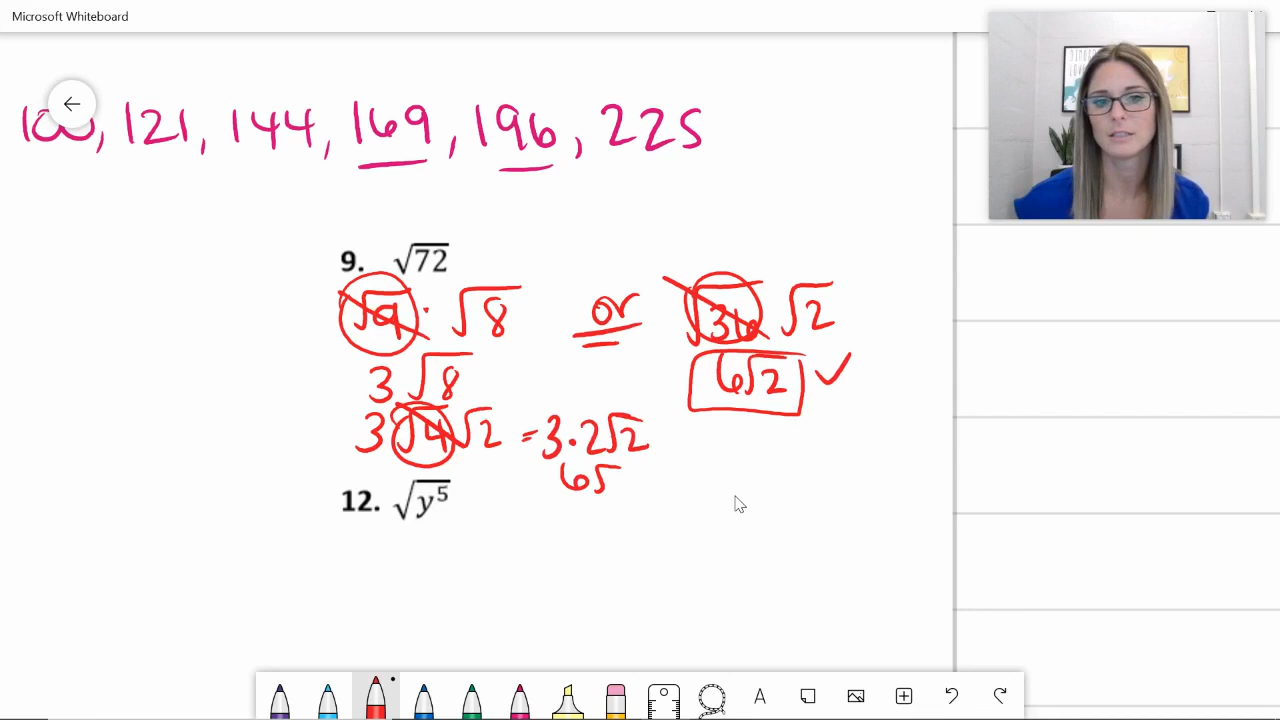 Microsoft Whiteboard
100, 121, 144, 169, 196, 225
9. √72
√9 · √8 or √36 √2
3 √8 6√2 ✓
3 √4 √2 = 3·2√2
6√
12. √y⁵
A